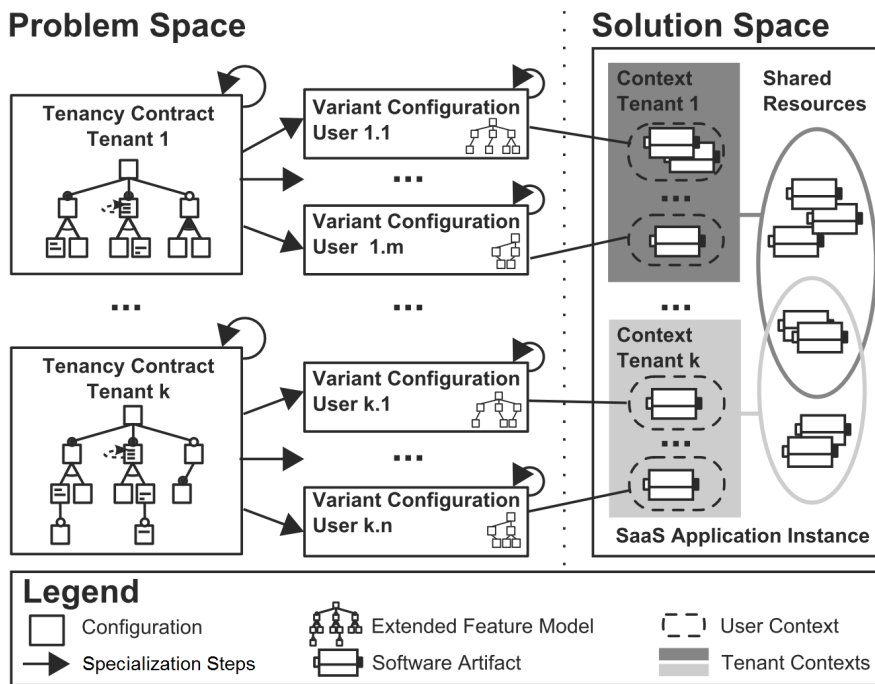 Problem Space
Solution Space
Tenancy Contract
Tenant 1
Variant Configuration
User 1.1
...
Variant Configuration
User 1.m
Context
Tenant 1
...
Shared
Resources
...
...
...
Tenancy Contract
Tenant k
Variant Configuration
User k.1
...
Variant Configuration
User k.n
Context
Tenant k
...
SaaS Application Instance
Legend
Configuration
Extended Feature Model
User Context
Specialization Steps
Software Artifact
Tenant Contexts